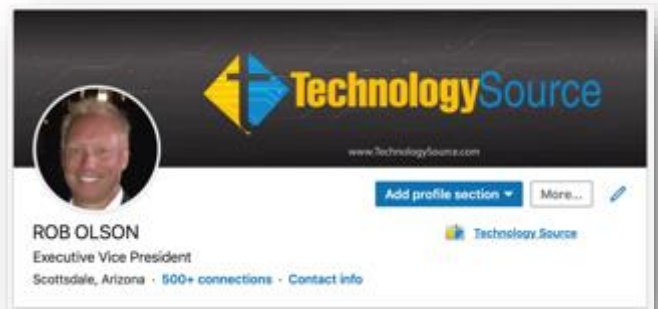 TechnologySource
www.TechnologySource.com
Add profile section
More...
ROB OLSON
Technology Source
Executive Vice President
Scottsdale, Arizona · 500+ connections · Contact info